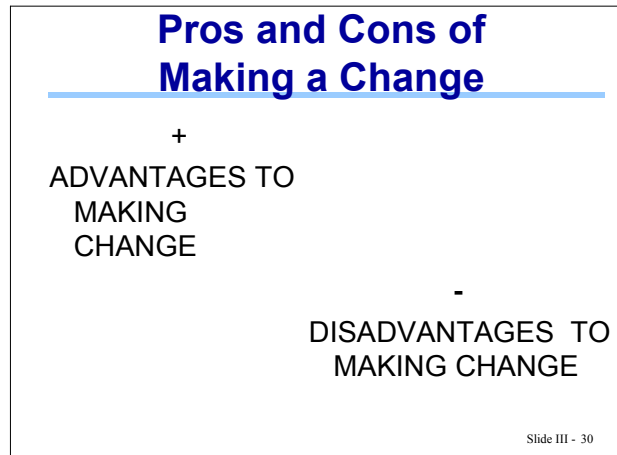 Pros and Cons of
Making a Change
+
ADVANTAGES TO
MAKING
CHANGE
-
DISADVANTAGES TO
MAKING CHANGE
Slide III - 30